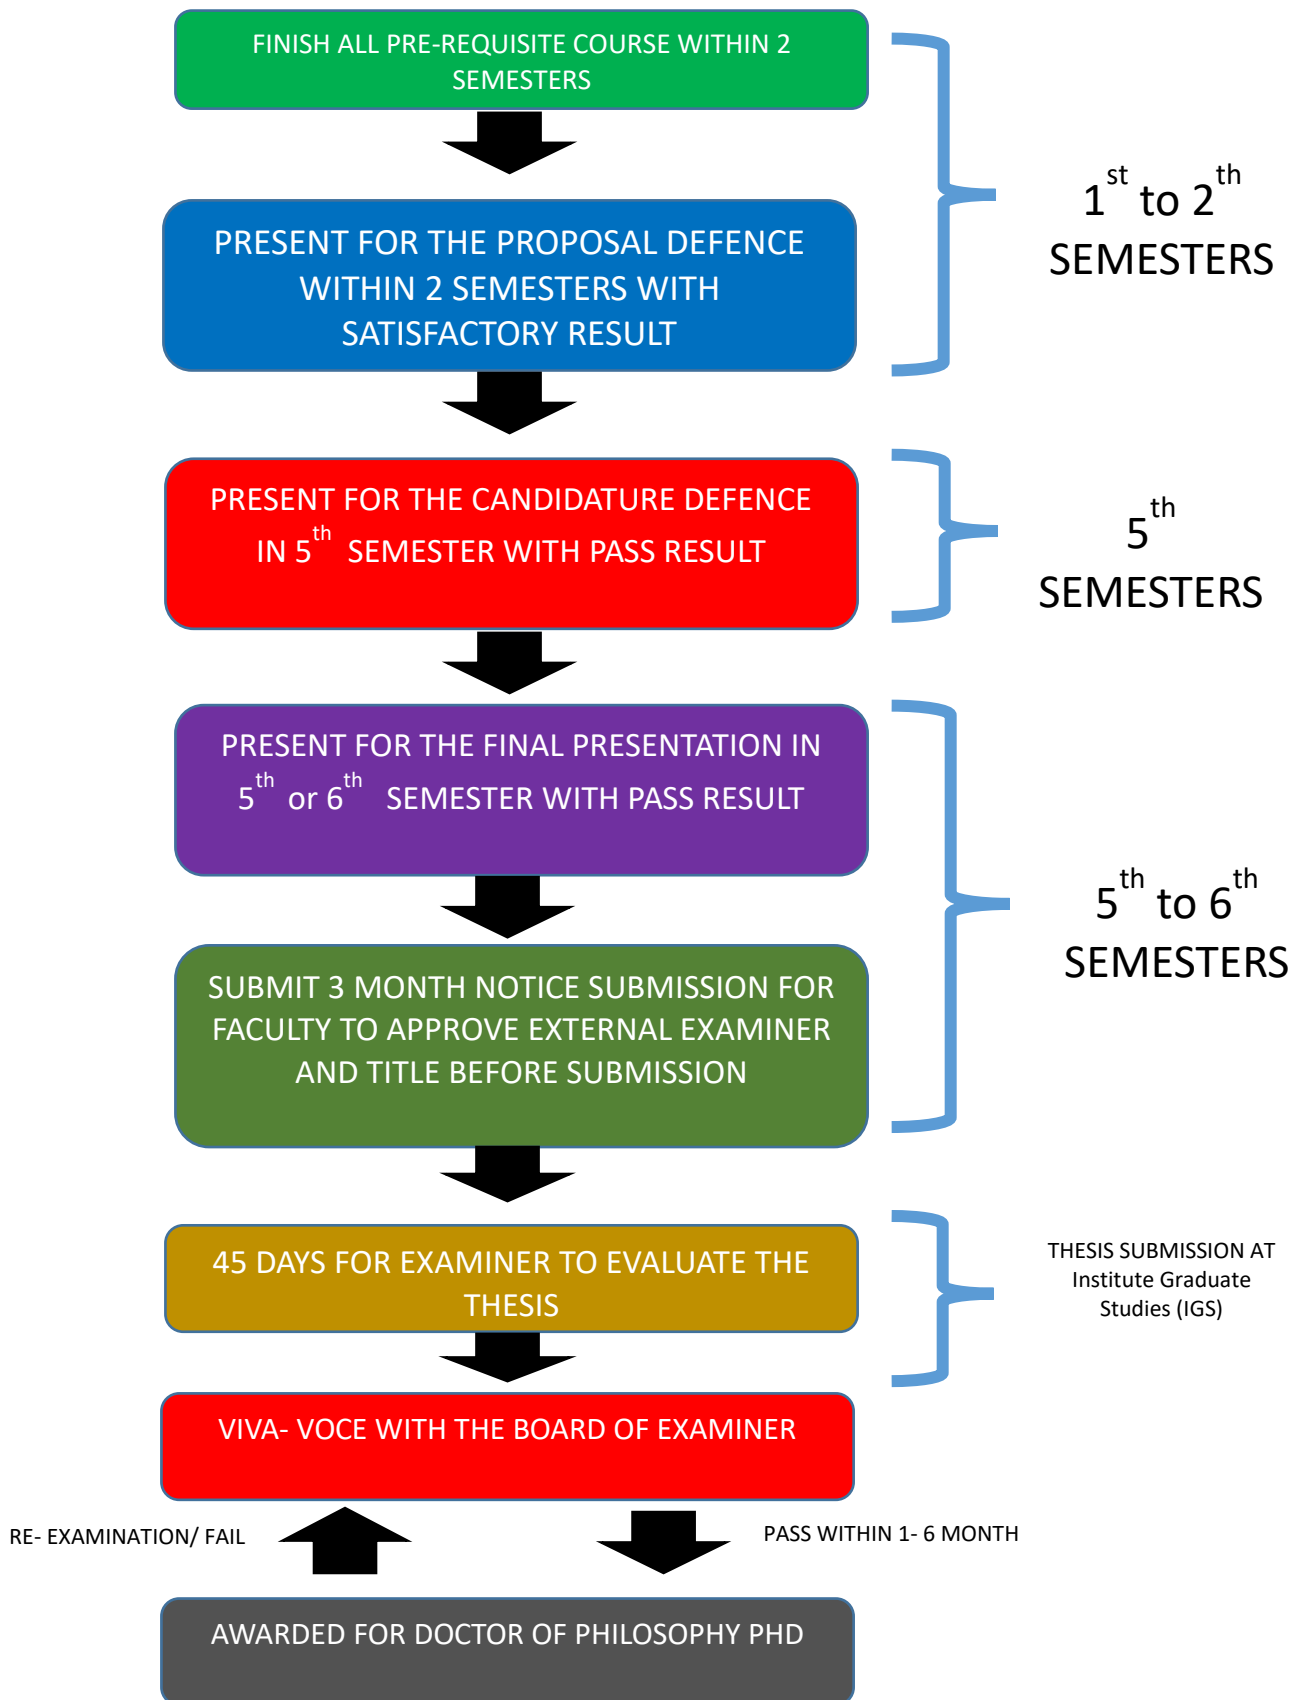 FINISH ALL PRE-REQUISITE COURSE WITHIN 2
SEMESTERS
1st to 2th
SEMESTERS
PRESENT FOR THE PROPOSAL DEFENCE
WITHIN 2 SEMESTERS WITH
SATISFACTORY RESULT
PRESENT FOR THE CANDIDATURE DEFENCE
IN 5th SEMESTER WITH PASS RESULT
5th
SEMESTERS
PRESENT FOR THE FINAL PRESENTATION IN
5th or 6th SEMESTER WITH PASS RESULT
5th to 6th
SEMESTERS
SUBMIT 3 MONTH NOTICE SUBMISSION FOR
FACULTY TO APPROVE EXTERNAL EXAMINER
AND TITLE BEFORE SUBMISSION
45 DAYS FOR EXAMINER TO EVALUATE THE
THESIS
THESIS SUBMISSION AT
Institute Graduate
Studies (IGS)
VIVA- VOCE WITH THE BOARD OF EXAMINER
RE- EXAMINATION/ FAIL
PASS WITHIN 1- 6 MONTH
AWARDED FOR DOCTOR OF PHILOSOPHY PHD